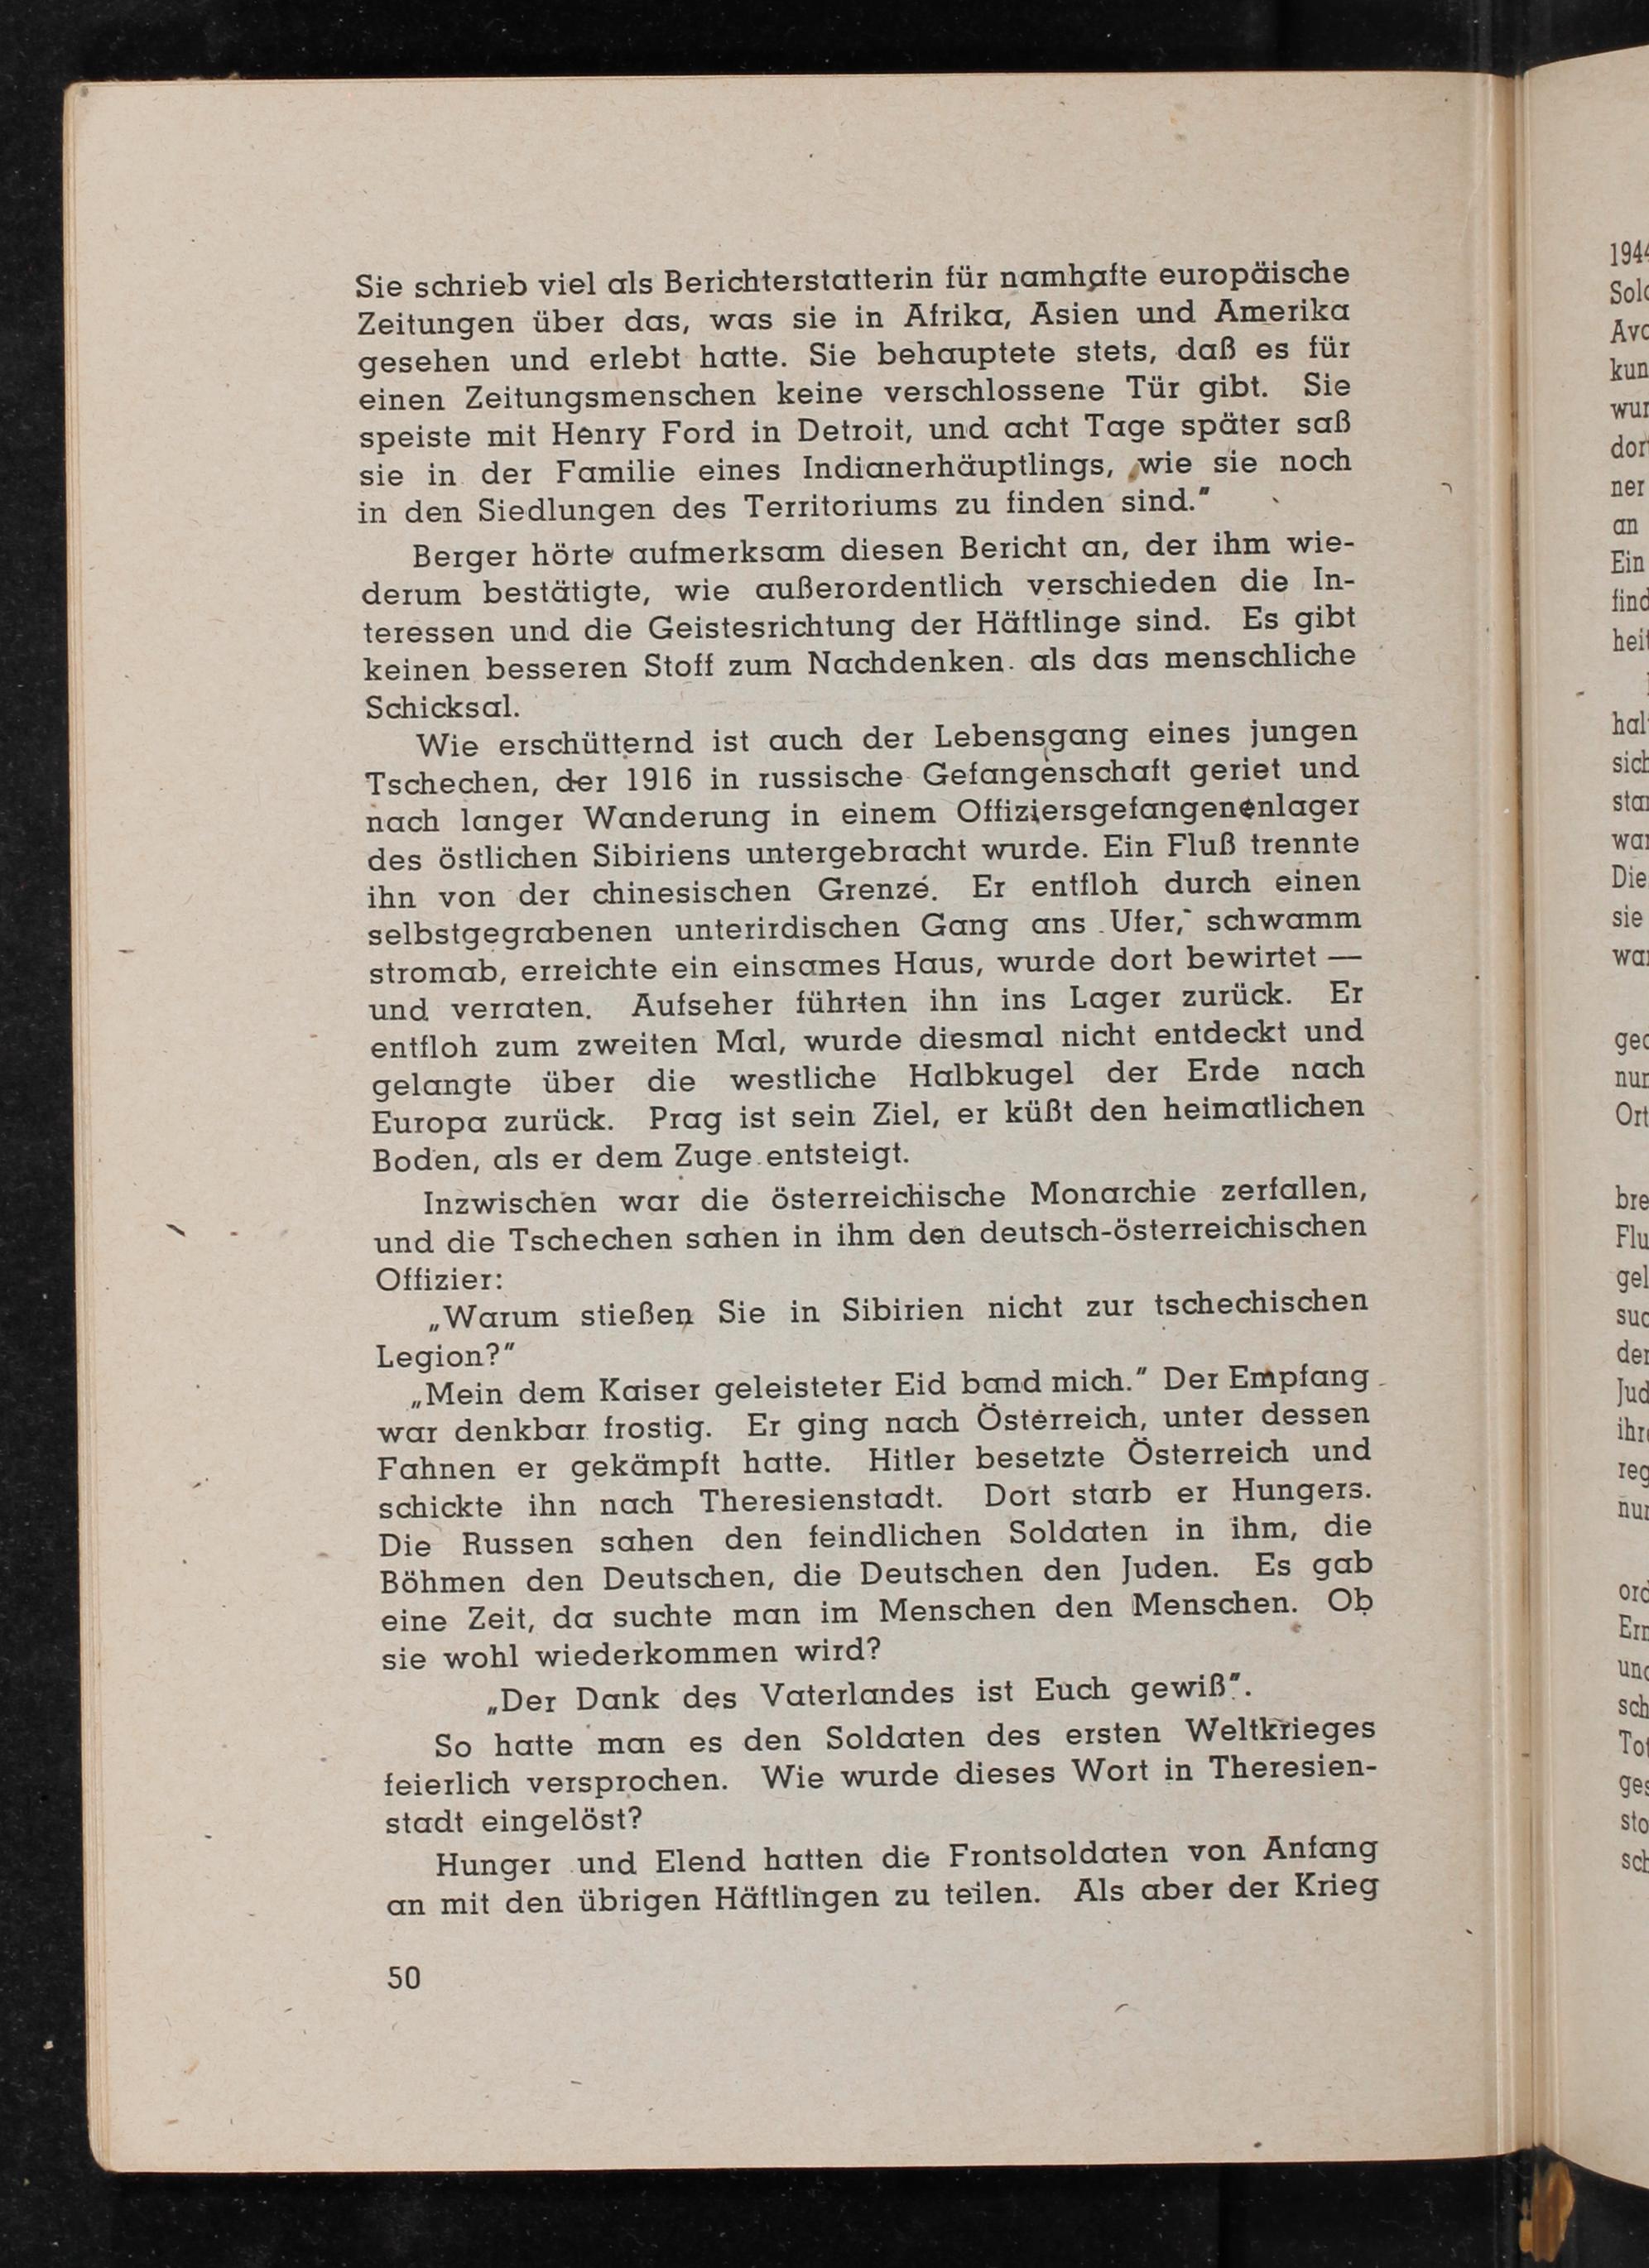 Sie schrieb viel als Berichterstatterin für namhafte europäische
Zeitungen über das, was sie in Afrika, Asien und Amerika
gesehen und erlebt hatte. Sie behauptete stets, daß es für
einen Zeitungsmenschen keine verschlossene Tür gibt. Sie
speiste mit Henry Ford in Detroit, und acht Tage später saß
sie in der Familie eines Indianerhäuptlings, wie sie noch
in den Siedlungen des Territoriums zu finden sind."
Berger hörte aufmerksam diesen Bericht an, der ihm wie-
derum bestätigte, wie außerordentlich verschieden die In-
teressen und die Geistesrichtung der Häftlinge sind. Es gibt
keinen besseren Stoff zum Nachdenken als das menschliche
Schicksal.
Wie erschütternd ist auch der Lebensgang eines jungen
Tschechen, der 1916 in russische Gefangenschaft geriet und
nach langer Wanderung in einem Offiziersgefangenenlager
des östlichen Sibiriens untergebracht wurde. Ein Fluß trennte
ihn von der chinesischen Grenze. Er entfloh durch einen
selbstgegrabenen unterirdischen Gang ans Ufer, schwamm
stromab, erreichte ein einsames Haus, wurde dort bewirtet —
und verraten. Aufseher führten ihn ins Lager zurück. Er
entfloh zum zweiten Mal, wurde diesmal nicht entdeckt und
gelangte über die westliche Halbkugel der Erde nach
Europa zurück. Prag ist sein Ziel, er küßt den heimatlichen
Boden, als er dem Zuge entsteigt.
Inzwischen war die österreichische Monarchie zerfallen,
und die Tschechen sahen in ihm den deutsch-österreichischen
Offizier:
„Warum stießen Sie in Sibirien nicht zur tschechischen
Legion?"
„Mein dem Kaiser geleisteter Eid band mich." Der Empfang
war denkbar frostig. Er ging nach Österreich, unter dessen
Fahnen er gekämpft hatte. Hitler besetzte Österreich und
schickte ihn nach Theresienstadt. Dort starb er Hungers.
Die Russen sahen den feindlichen Soldaten in ihm, die
Böhmen den Deutschen, die Deutschen den Juden. Es gab
eine Zeit, da suchte man im Menschen den Menschen. Ob
sie wohl wiederkommen wird?
„Der Dank des Vaterlandes ist Euch gewiß".
So hatte man es den Soldaten des ersten Weltkrieges
feierlich versprochen. Wie wurde dieses Wort in Theresien-
stadt eingelöst?
Hunger und Elend hatten die Frontsoldaten von Anfang
an mit den übrigen Häftlingen zu teilen. Als aber der Krieg
50